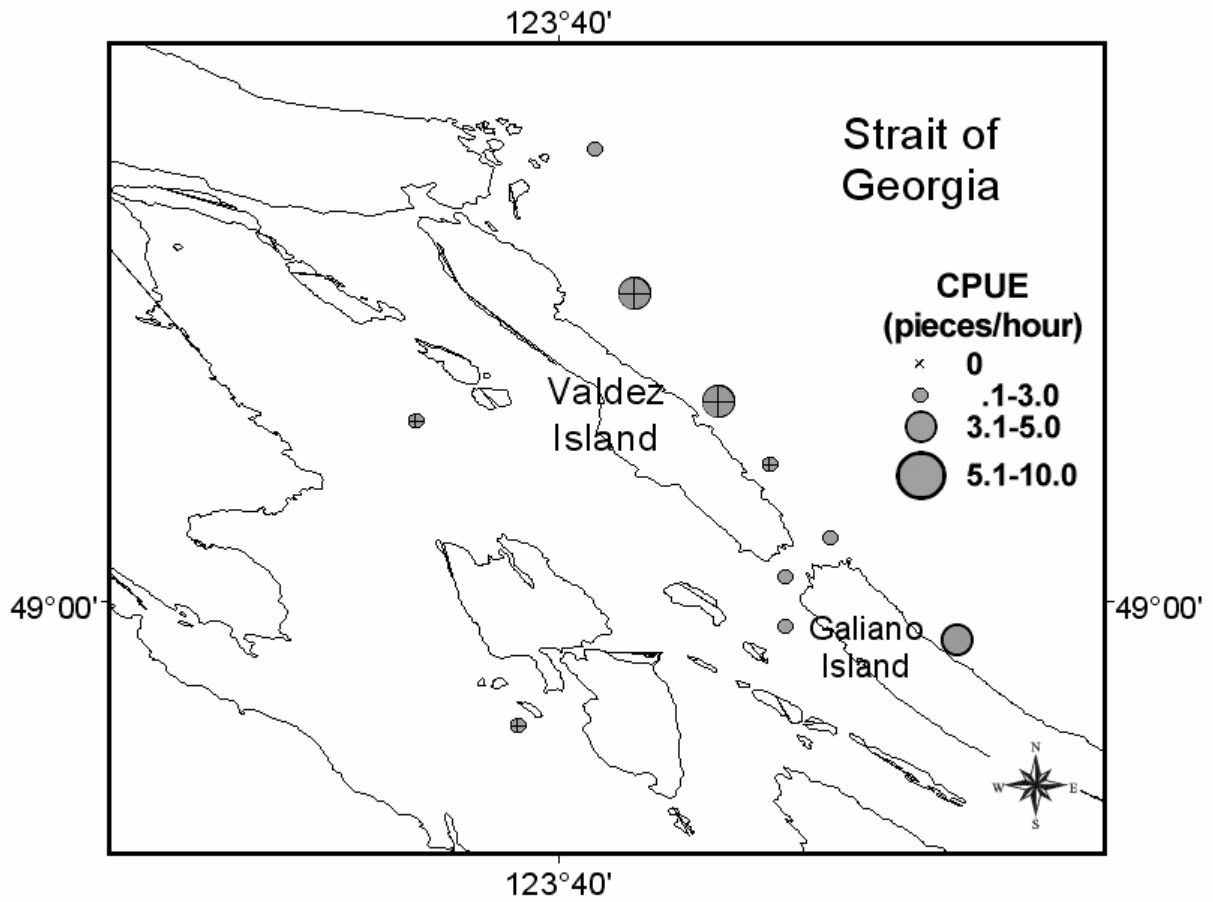 123°40'
Strait of
Georgia
CPUE
(pieces/hour)
0
.1-3.0
3.1-5.0
5.1-10.0
Valdez
Island
49°00'
49°00'
Galiano
Island
N
W
E
S
123°40'